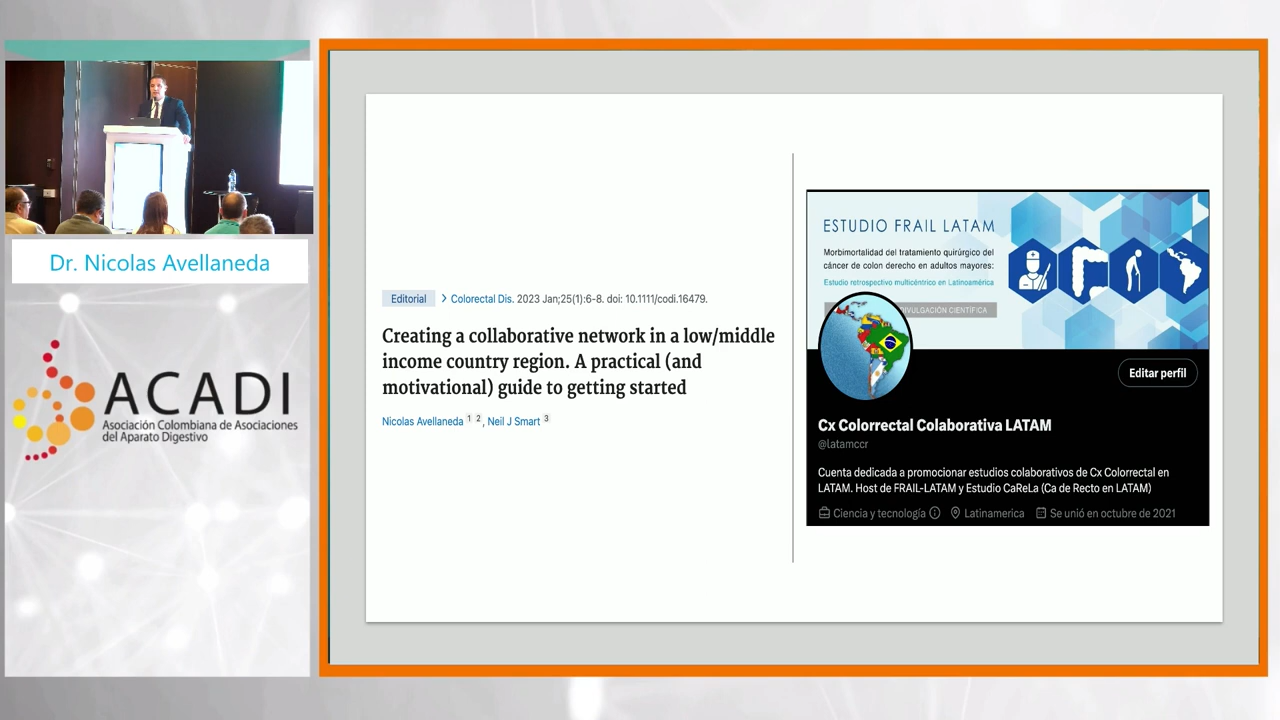 Dr. Nicolas Avellaneda
ACADI
Asociación Colombiana de Asociaciones
del Aparato Digestivo
Editorial > Colorectal Dis. 2023 Jan;25(1):6-8. doi: 10.1111/codi.16479.
Creating a collaborative network in a low/middle
income country region. A practical (and
motivational) guide to getting started
Nicolas Avellaneda 1 2, Neil J Smart 3
ESTUDIO FRAIL LATAM
Morbimortalidad del tratamiento quirúrgico del
cáncer de colon derecho en adultos mayores:
Estudio retrospectivo multicéntrico en Latinoamérica
DIVULGACIÓN CIENTÍFICA
Editar perfil
Cx Colorrectal Colaborativa LATAM
@latamccr
Cuenta dedicada a promocionar estudios colaborativos de Cx Colorrectal en
LATAM. Host de FRAIL-LATAM y Estudio CaReLa (Ca de Recto en LATAM)
Ciencia y tecnología Latinamerica Se unió en octubre de 2021